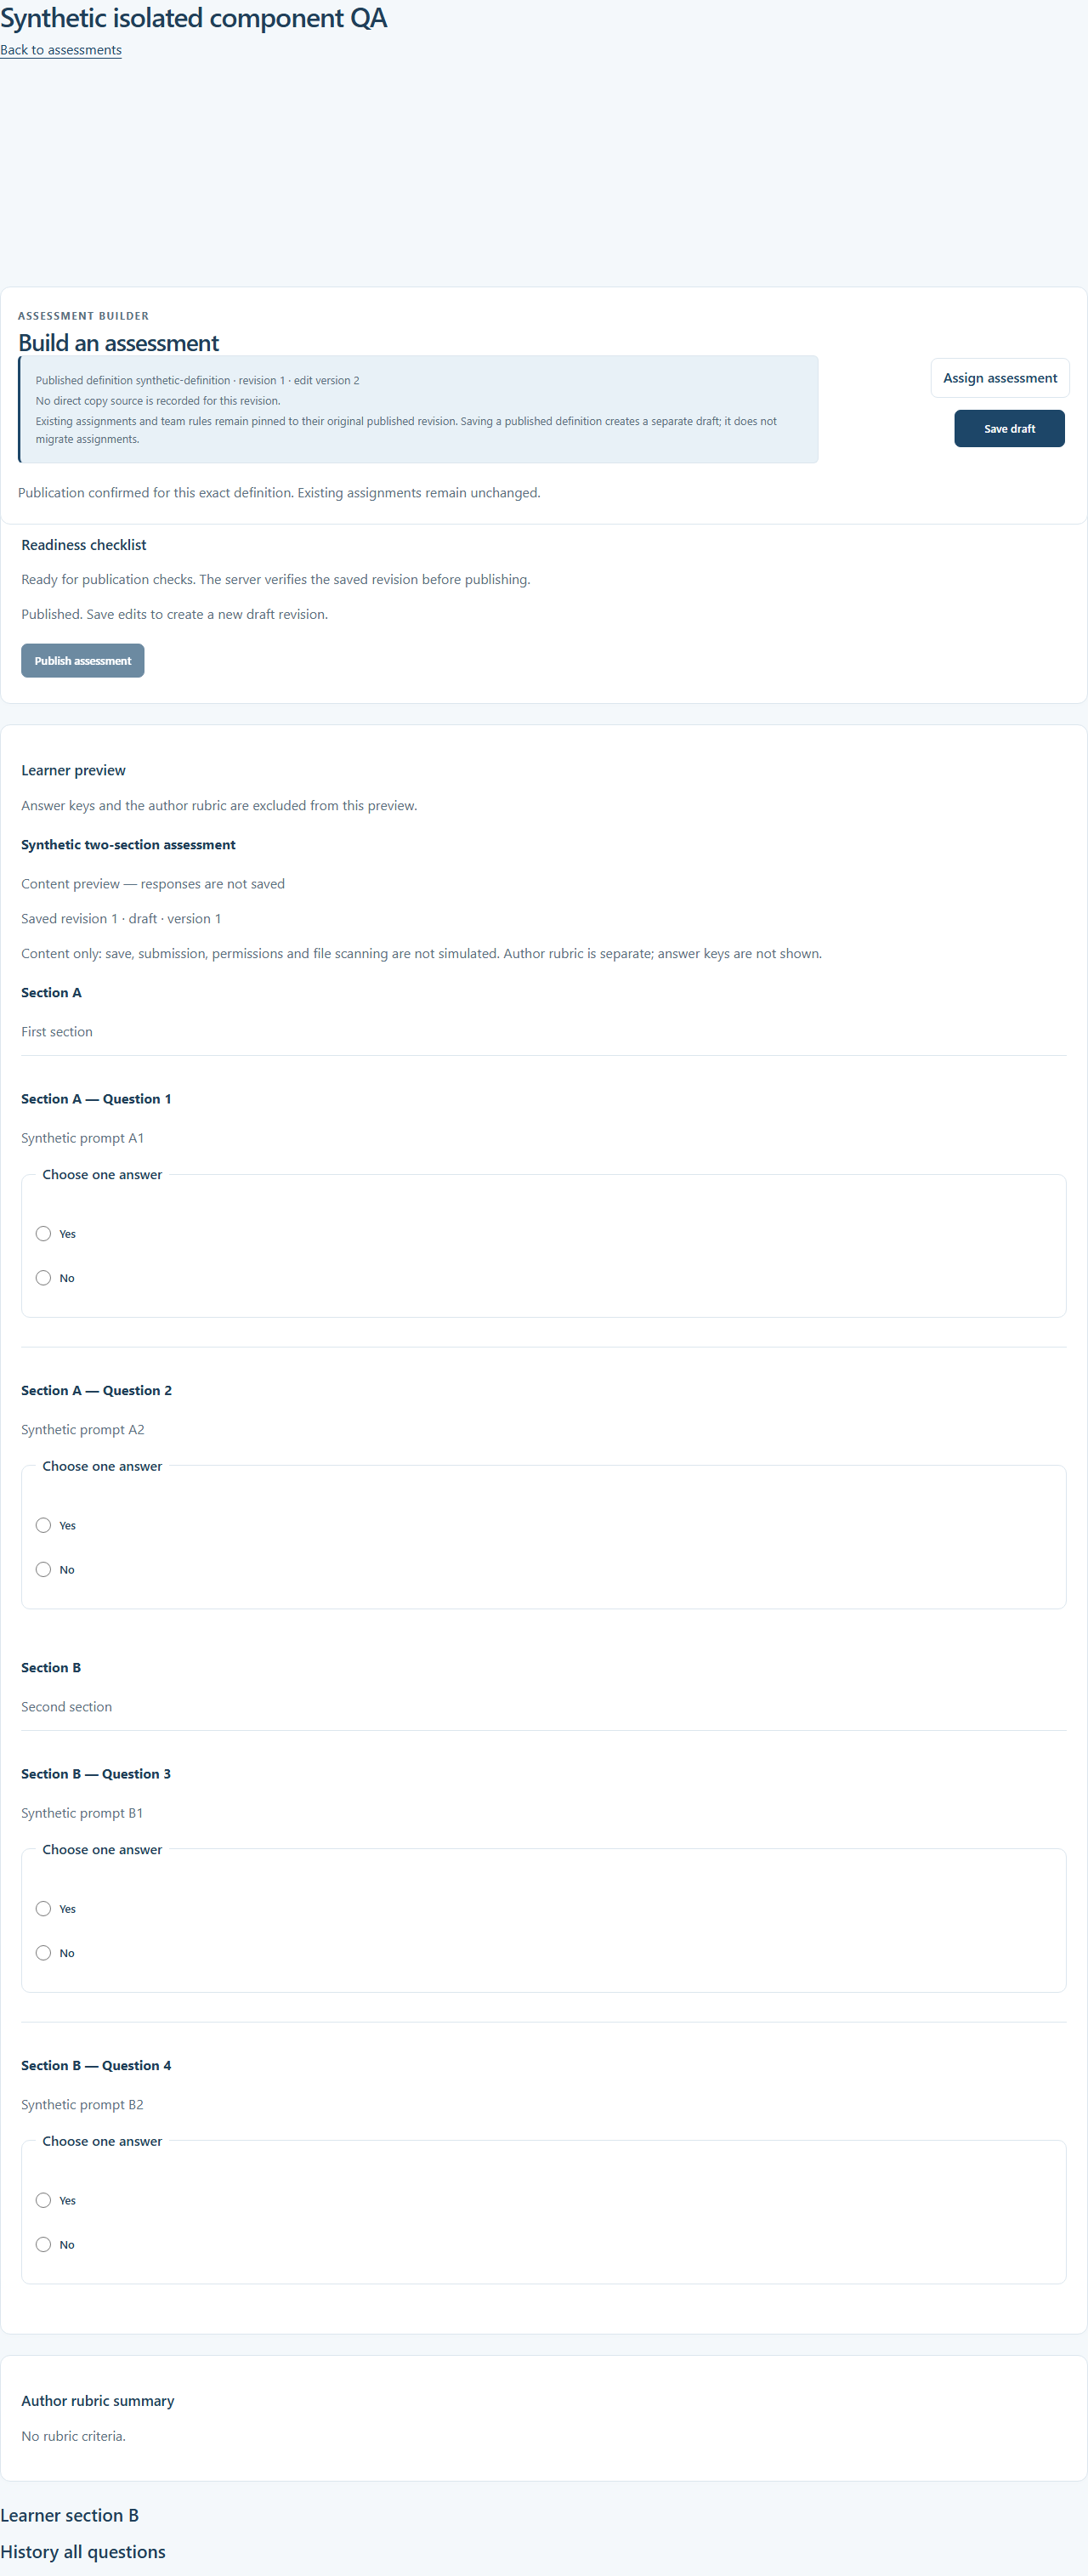 Synthetic isolated component QA
Back to assessments
ASSESSMENT BUILDER
Build an assessment
Published definition synthetic-definition · revision 1 · edit version 2
No direct copy source is recorded for this revision.
Existing assignments and team rules remain pinned to their original published revision. Saving a published definition creates a separate draft; it does not
migrate assignments.
Assign assessment
Save draft
Publication confirmed for this exact definition. Existing assignments remain unchanged.
Readiness checklist
Ready for publication checks. The server verifies the saved revision before publishing.
Published. Save edits to create a new draft revision.
Publish assessment
Learner preview
Answer keys and the author rubric are excluded from this preview.
Synthetic two-section assessment
Content preview — responses are not saved
Saved revision 1 · draft · version 1
Content only: save, submission, permissions and file scanning are not simulated. Author rubric is separate; answer keys are not shown.
Section A
First section
Section A — Question 1
Synthetic prompt A1
Choose one answer
Yes
No
Section A — Question 2
Synthetic prompt A2
Choose one answer
Yes
No
Section B
Second section
Section B — Question 3
Synthetic prompt B1
Choose one answer
Yes
No
Section B — Question 4
Synthetic prompt B2
Choose one answer
Yes
No
Author rubric summary
No rubric criteria.
Learner section B
History all questions